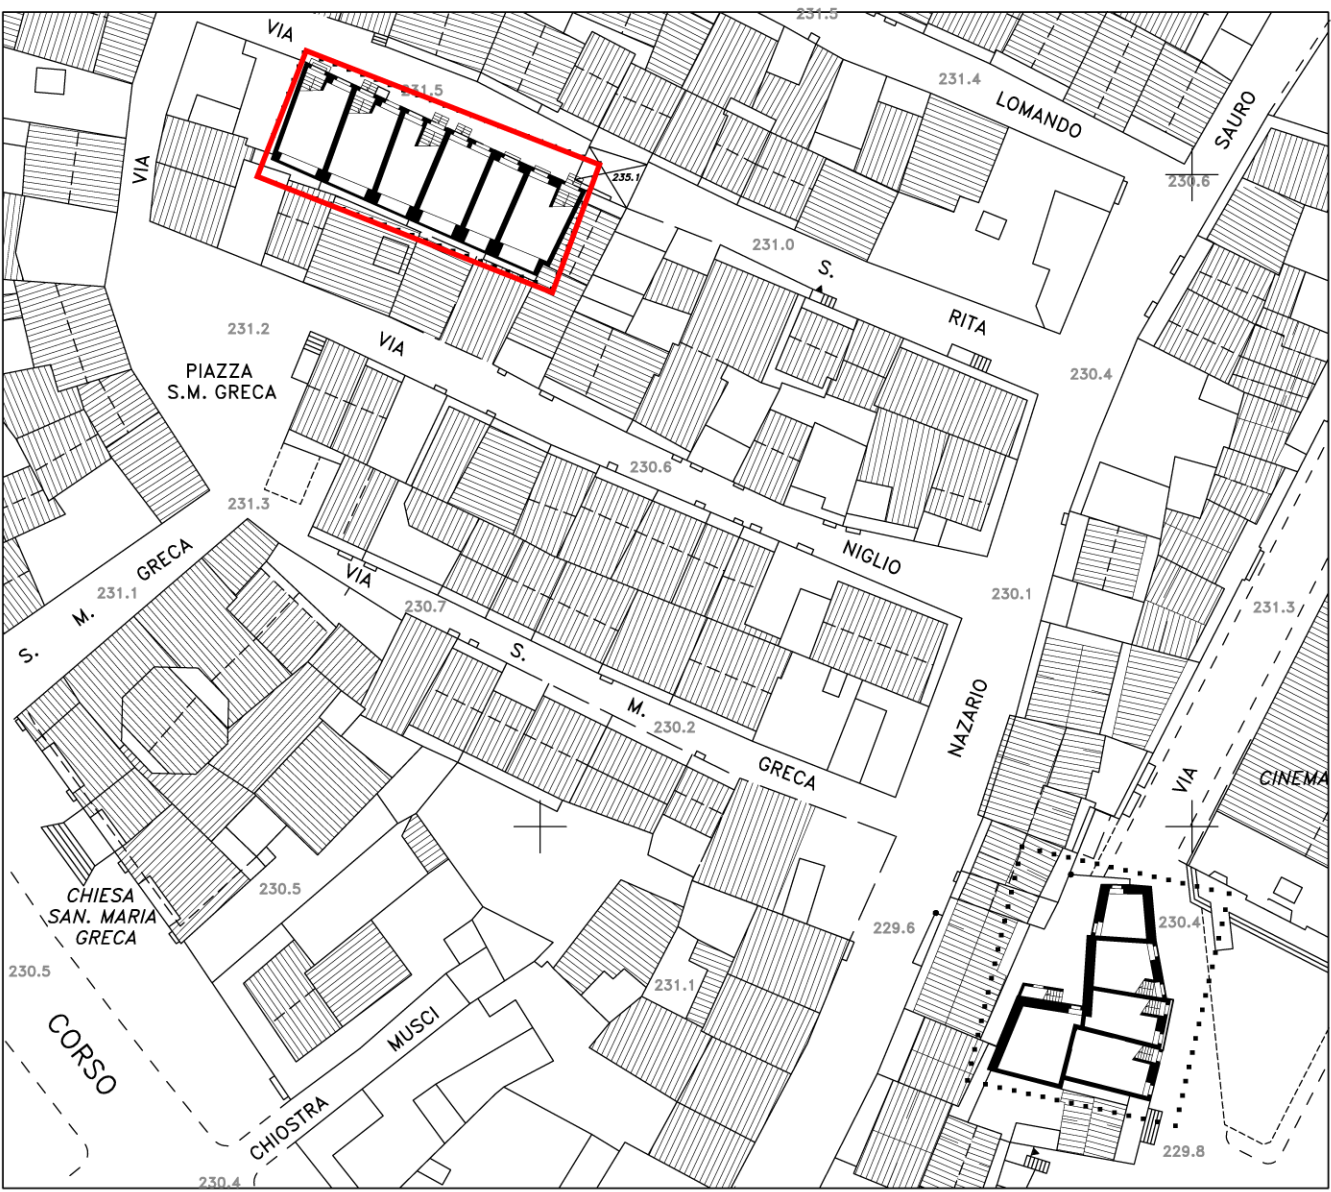 231.5
VIA
231.5
231.4
LOMANDO
SAURO
VIA
235.1
230.6
231.0
S.
RITA
231.2
VIA
PIAZZA
S.M. GRECA
230.4
230.6
231.3
NIGLIO
GRECA
VIA
231.1
M.
S.
230.7
230.1
231.3
S.
M.
230.2
NAZARIO
GRECA
VIA
CINEMA
230.5
CHIESA
SAN. MARIA
GRECA
229.6
230.4
230.5
231.1
CORSO
MUSCI
CHIOSTRA
229.8
230.4